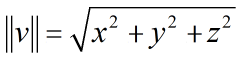 ‖v‖ = √(x² + y² + z²)